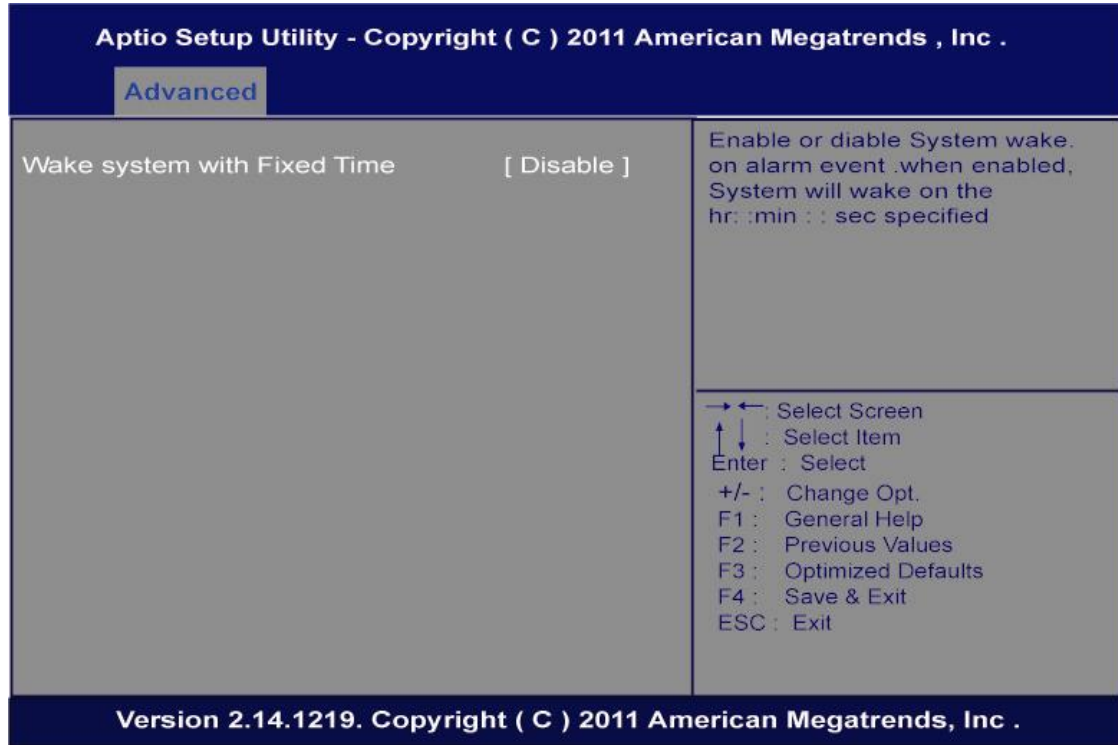 Aptio Setup Utility - Copyright ( C ) 2011 American Megatrends , Inc .
Advanced
Wake system with Fixed Time [ Disable ]
Enable or diable System wake.
on alarm event .when enabled,
System will wake on the
hr: :min : : sec specified
→ ←: Select Screen
↑ ↓ : Select Item
Enter : Select
+/- : Change Opt.
F1 : General Help
F2 : Previous Values
F3 : Optimized Defaults
F4 : Save & Exit
ESC : Exit
Version 2.14.1219. Copyright ( C ) 2011 American Megatrends, Inc .